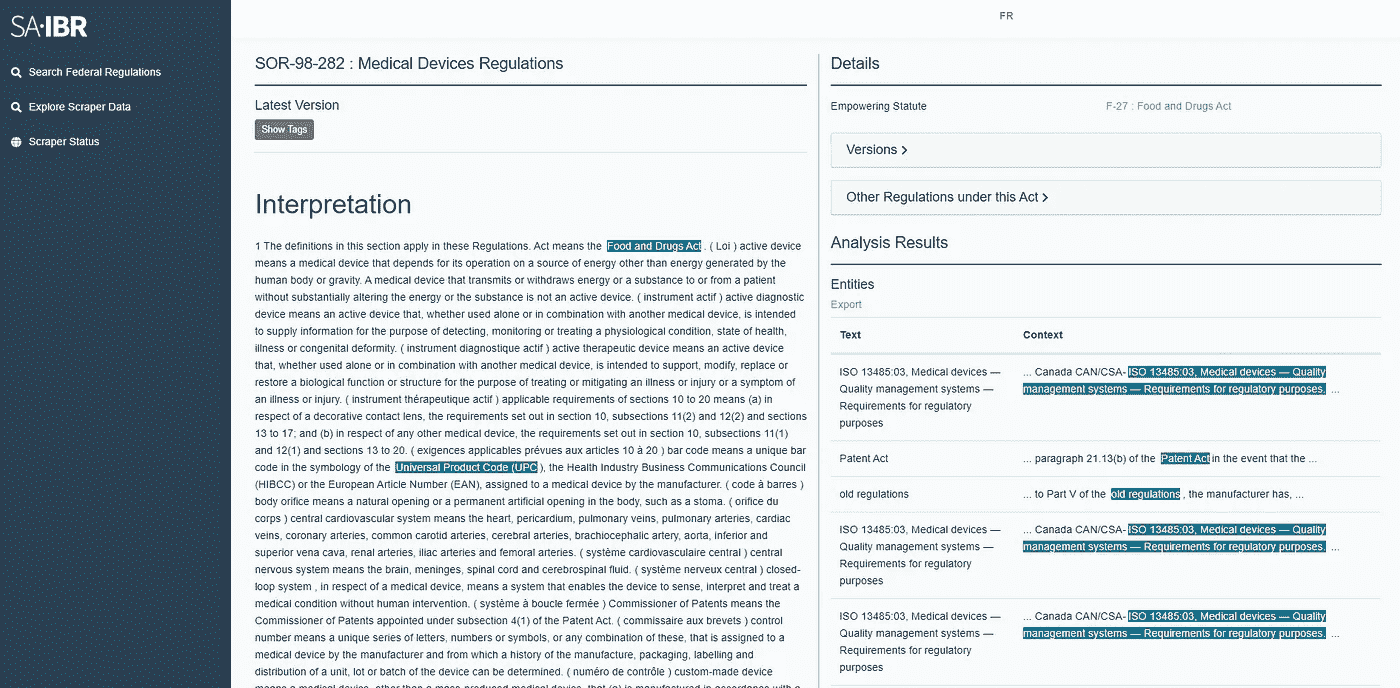 SA·IBR
Search Federal Regulations
Explore Scraper Data
Scraper Status
FR
SOR-98-282 : Medical Devices Regulations
Latest Version
Show Tags
Interpretation
1 The definitions in this section apply in these Regulations. Act means the Food and Drugs Act . ( Loi ) active device
means a medical device that depends for its operation on a source of energy other than energy generated by the
human body or gravity. A medical device that transmits or withdraws energy or a substance to or from a patient
without substantially altering the energy or the substance is not an active device. ( instrument actif ) active diagnostic
device means an active device that, whether used alone or in combination with another medical device, is intended
to supply information for the purpose of detecting, monitoring or treating a physiological condition, state of health,
illness or congenital deformity. ( instrument diagnostique actif ) active therapeutic device means an active device
that, whether used alone or in combination with another medical device, is intended to support, modify, replace or
restore a biological function or structure for the purpose of treating or mitigating an illness or injury or a symptom of
an illness or injury. ( instrument thérapeutique actif ) applicable requirements of sections 10 to 20 means (a) in
respect of a decorative contact lens, the requirements set out in section 10, subsections 11(2) and 12(2) and sections
13 to 17; and (b) in respect of any other medical device, the requirements set out in section 10, subsections 11(1)
and 12(1) and sections 13 to 20. ( exigences applicables prévues aux articles 10 à 20 ) bar code means a unique bar
code in the symbology of the Universal Product Code (UPC ), the Health Industry Business Communications Council
(HIBCC) or the European Article Number (EAN), assigned to a medical device by the manufacturer. ( code à barres )
body orifice means a natural opening or a permanent artificial opening in the body, such as a stoma. ( orifice du
corps ) central cardiovascular system means the heart, pericardium, pulmonary veins, pulmonary arteries, cardiac
veins, coronary arteries, common carotid arteries, cerebral arteries, brachiocephalic artery, aorta, inferior and
superior vena cava, renal arteries, iliac arteries and femoral arteries. ( système cardiovasculaire central ) central
nervous system means the brain, meninges, spinal cord and cerebrospinal fluid. ( système nerveux central ) closed-
loop system , in respect of a medical device, means a system that enables the device to sense, interpret and treat a
medical condition without human intervention. ( système à boucle fermée ) Commissioner of Patents means the
Commissioner of Patents appointed under subsection 4(1) of the Patent Act. ( commissaire aux brevets ) control
number means a unique series of letters, numbers or symbols, or any combination of these, that is assigned to a
medical device by the manufacturer and from which a history of the manufacture, packaging, labelling and
distribution of a unit, lot or batch of the device can be determined. ( numéro de contrôle ) custom-made device
means a medical device, other than a mass-produced medical device, that (a) is manufactured in accordance with a
Details
Empowering Statute F-27 : Food and Drugs Act
Versions >
Other Regulations under this Act >
Analysis Results
Entities
Export
Text Context
ISO 13485:03, Medical devices — ... Canada CAN/CSA- ISO 13485:03, Medical devices — Quality
Quality management systems — management systems — Requirements for regulatory purposes. ...
Requirements for regulatory
purposes
Patent Act ... paragraph 21.13(b) of the Patent Act in the event that the ...
old regulations ... to Part V of the old regulations , the manufacturer has, ...
ISO 13485:03, Medical devices — ... Canada CAN/CSA- ISO 13485:03, Medical devices — Quality
Quality management systems — management systems — Requirements for regulatory purposes. ...
Requirements for regulatory
purposes
ISO 13485:03, Medical devices — ... Canada CAN/CSA- ISO 13485:03, Medical devices — Quality
Quality management systems — management systems — Requirements for regulatory purposes. ...
Requirements for regulatory
purposes